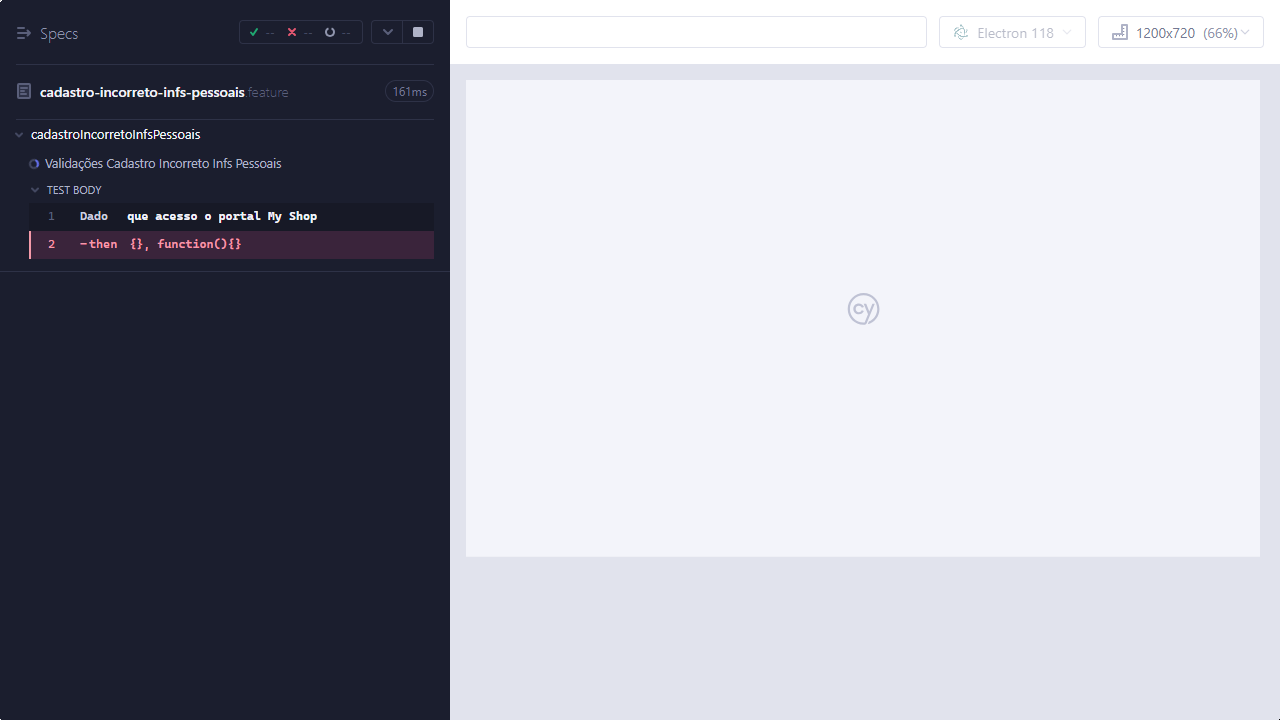 Specs
-- -- --
cadastro-incorreto-infs-pessoais.feature 161ms
cadastroIncorretoInfsPessoais
Validações Cadastro Incorreto Infs Pessoais
TEST BODY
1 Dado que acesso o portal My Shop
2 -then {}, function(){}
Electron 118
1200x720 (66%)
cy